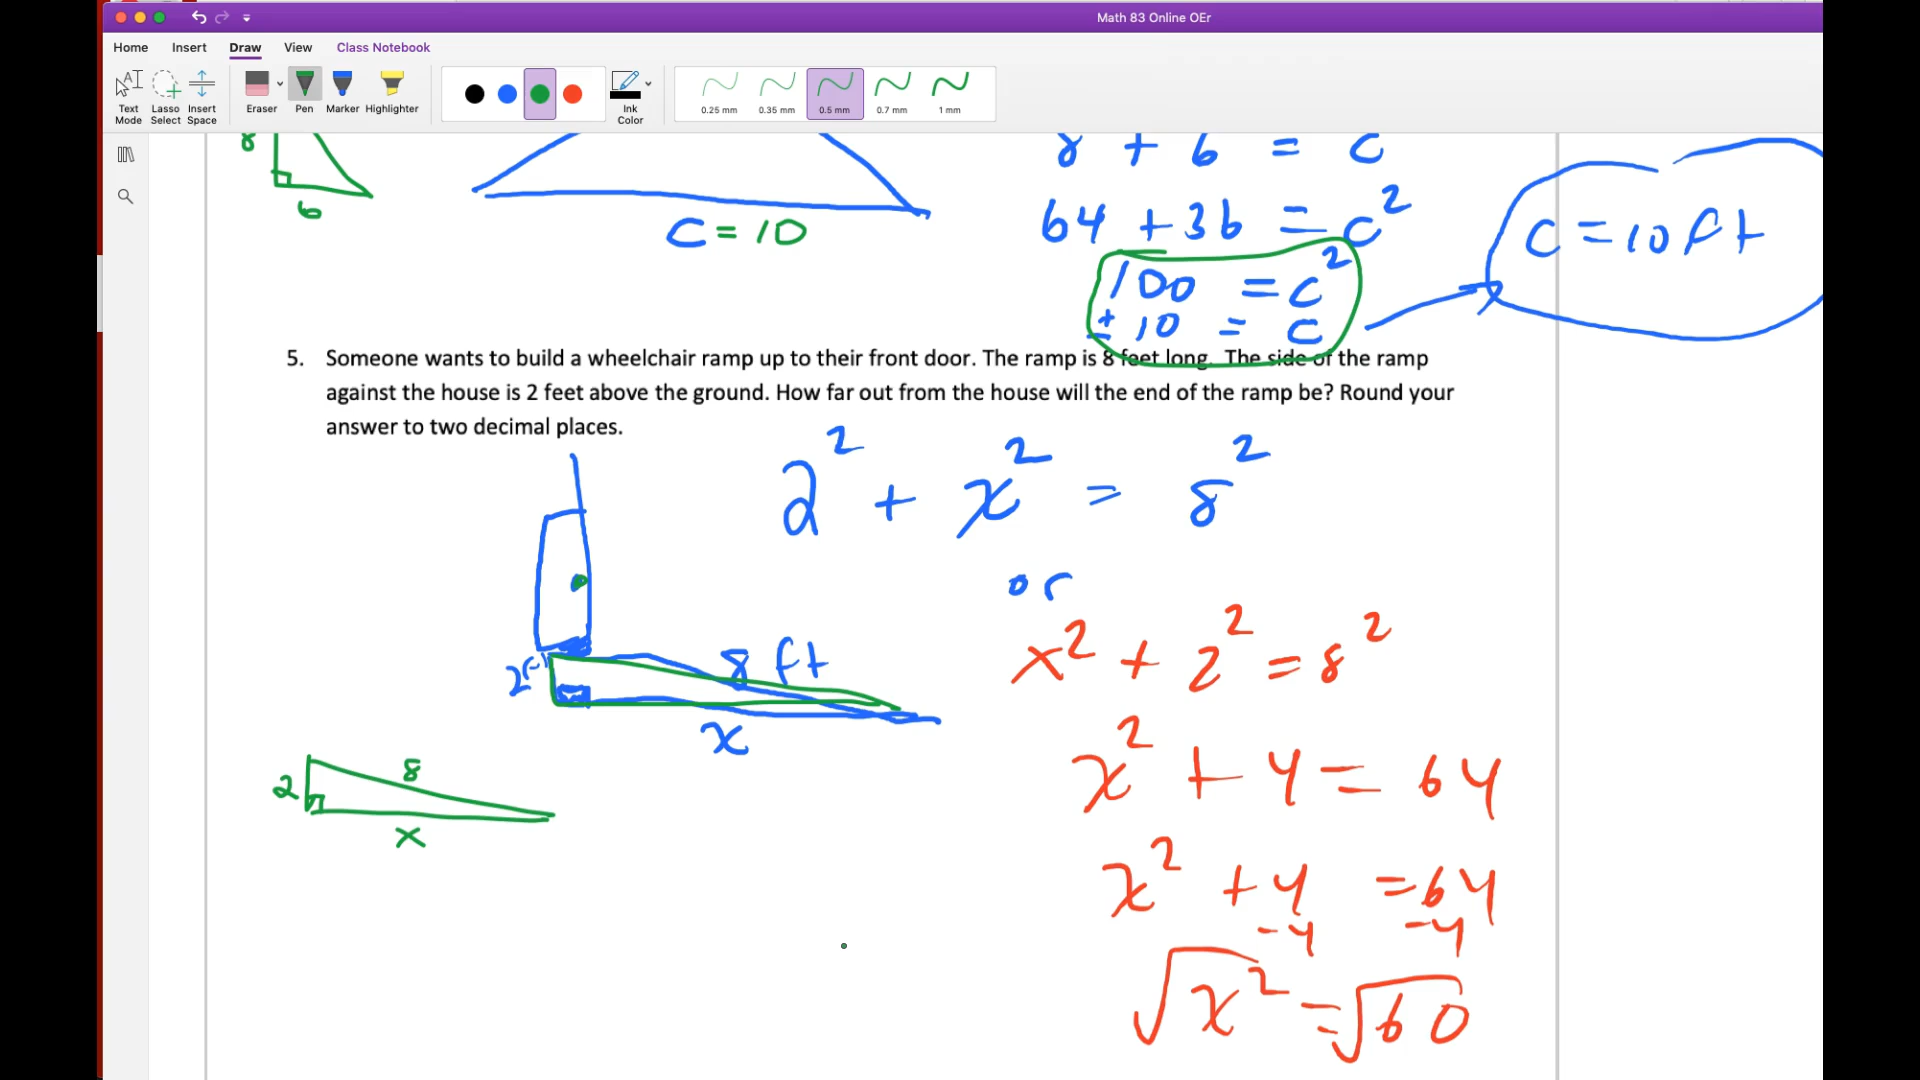 Math 83 Online OEr
Home Insert Draw View Class Notebook
Text Mode Lasso Select Insert Space Eraser Pen Marker Highlighter Ink Color 0.25 mm 0.35 mm 0.5 mm 0.7 mm 1 mm
8
6
C = 10
8 + 6 = C
64 + 36 = C²
100 = C²
± 10 = C
C = 10 ft
5. Someone wants to build a wheelchair ramp up to their front door. The ramp is 8 feet long. The side of the ramp
against the house is 2 feet above the ground. How far out from the house will the end of the ramp be? Round your
answer to two decimal places.
2² + x² = 8²
or
x² + 2² = 8²
2 ft
8 ft
x
x² + 4 = 64
2
8
x
x² + 4 = 64
-4 -4
√x² = √60